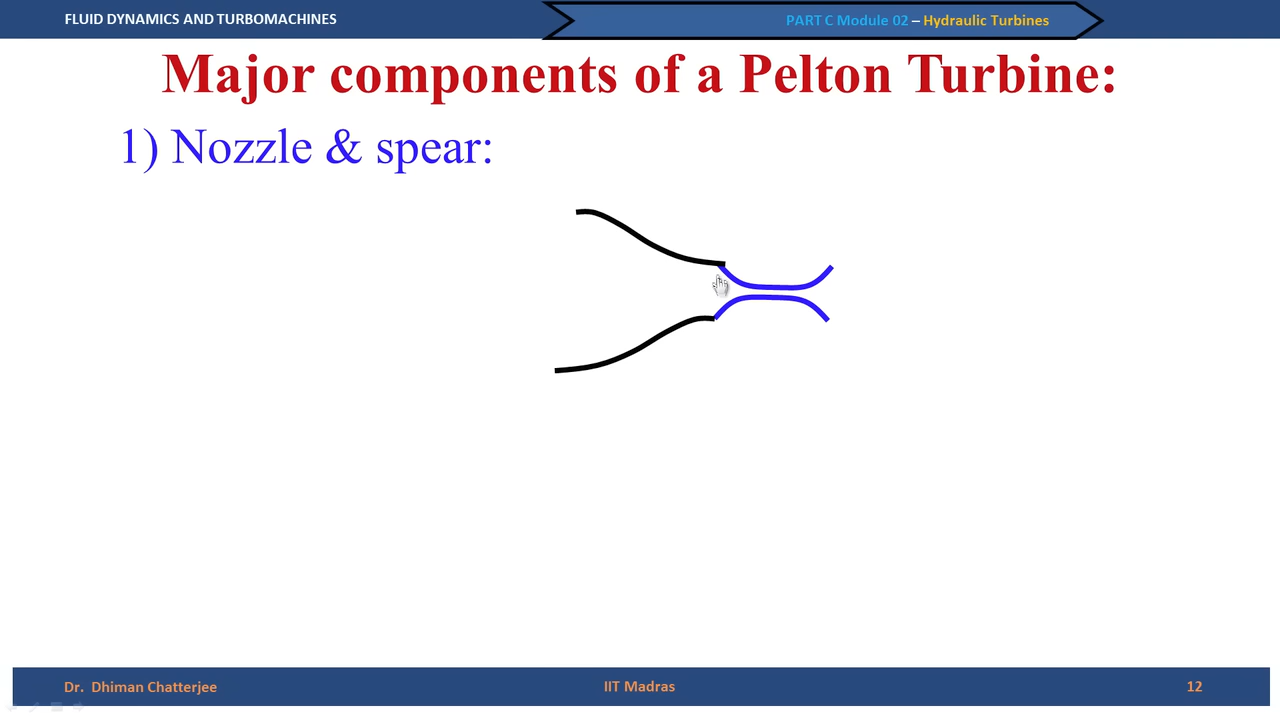 FLUID DYNAMICS AND TURBOMACHINES
PART C Module 02 – Hydraulic Turbines
Major components of a Pelton Turbine:
1) Nozzle & spear:
Dr. Dhiman Chatterjee
IIT Madras
12